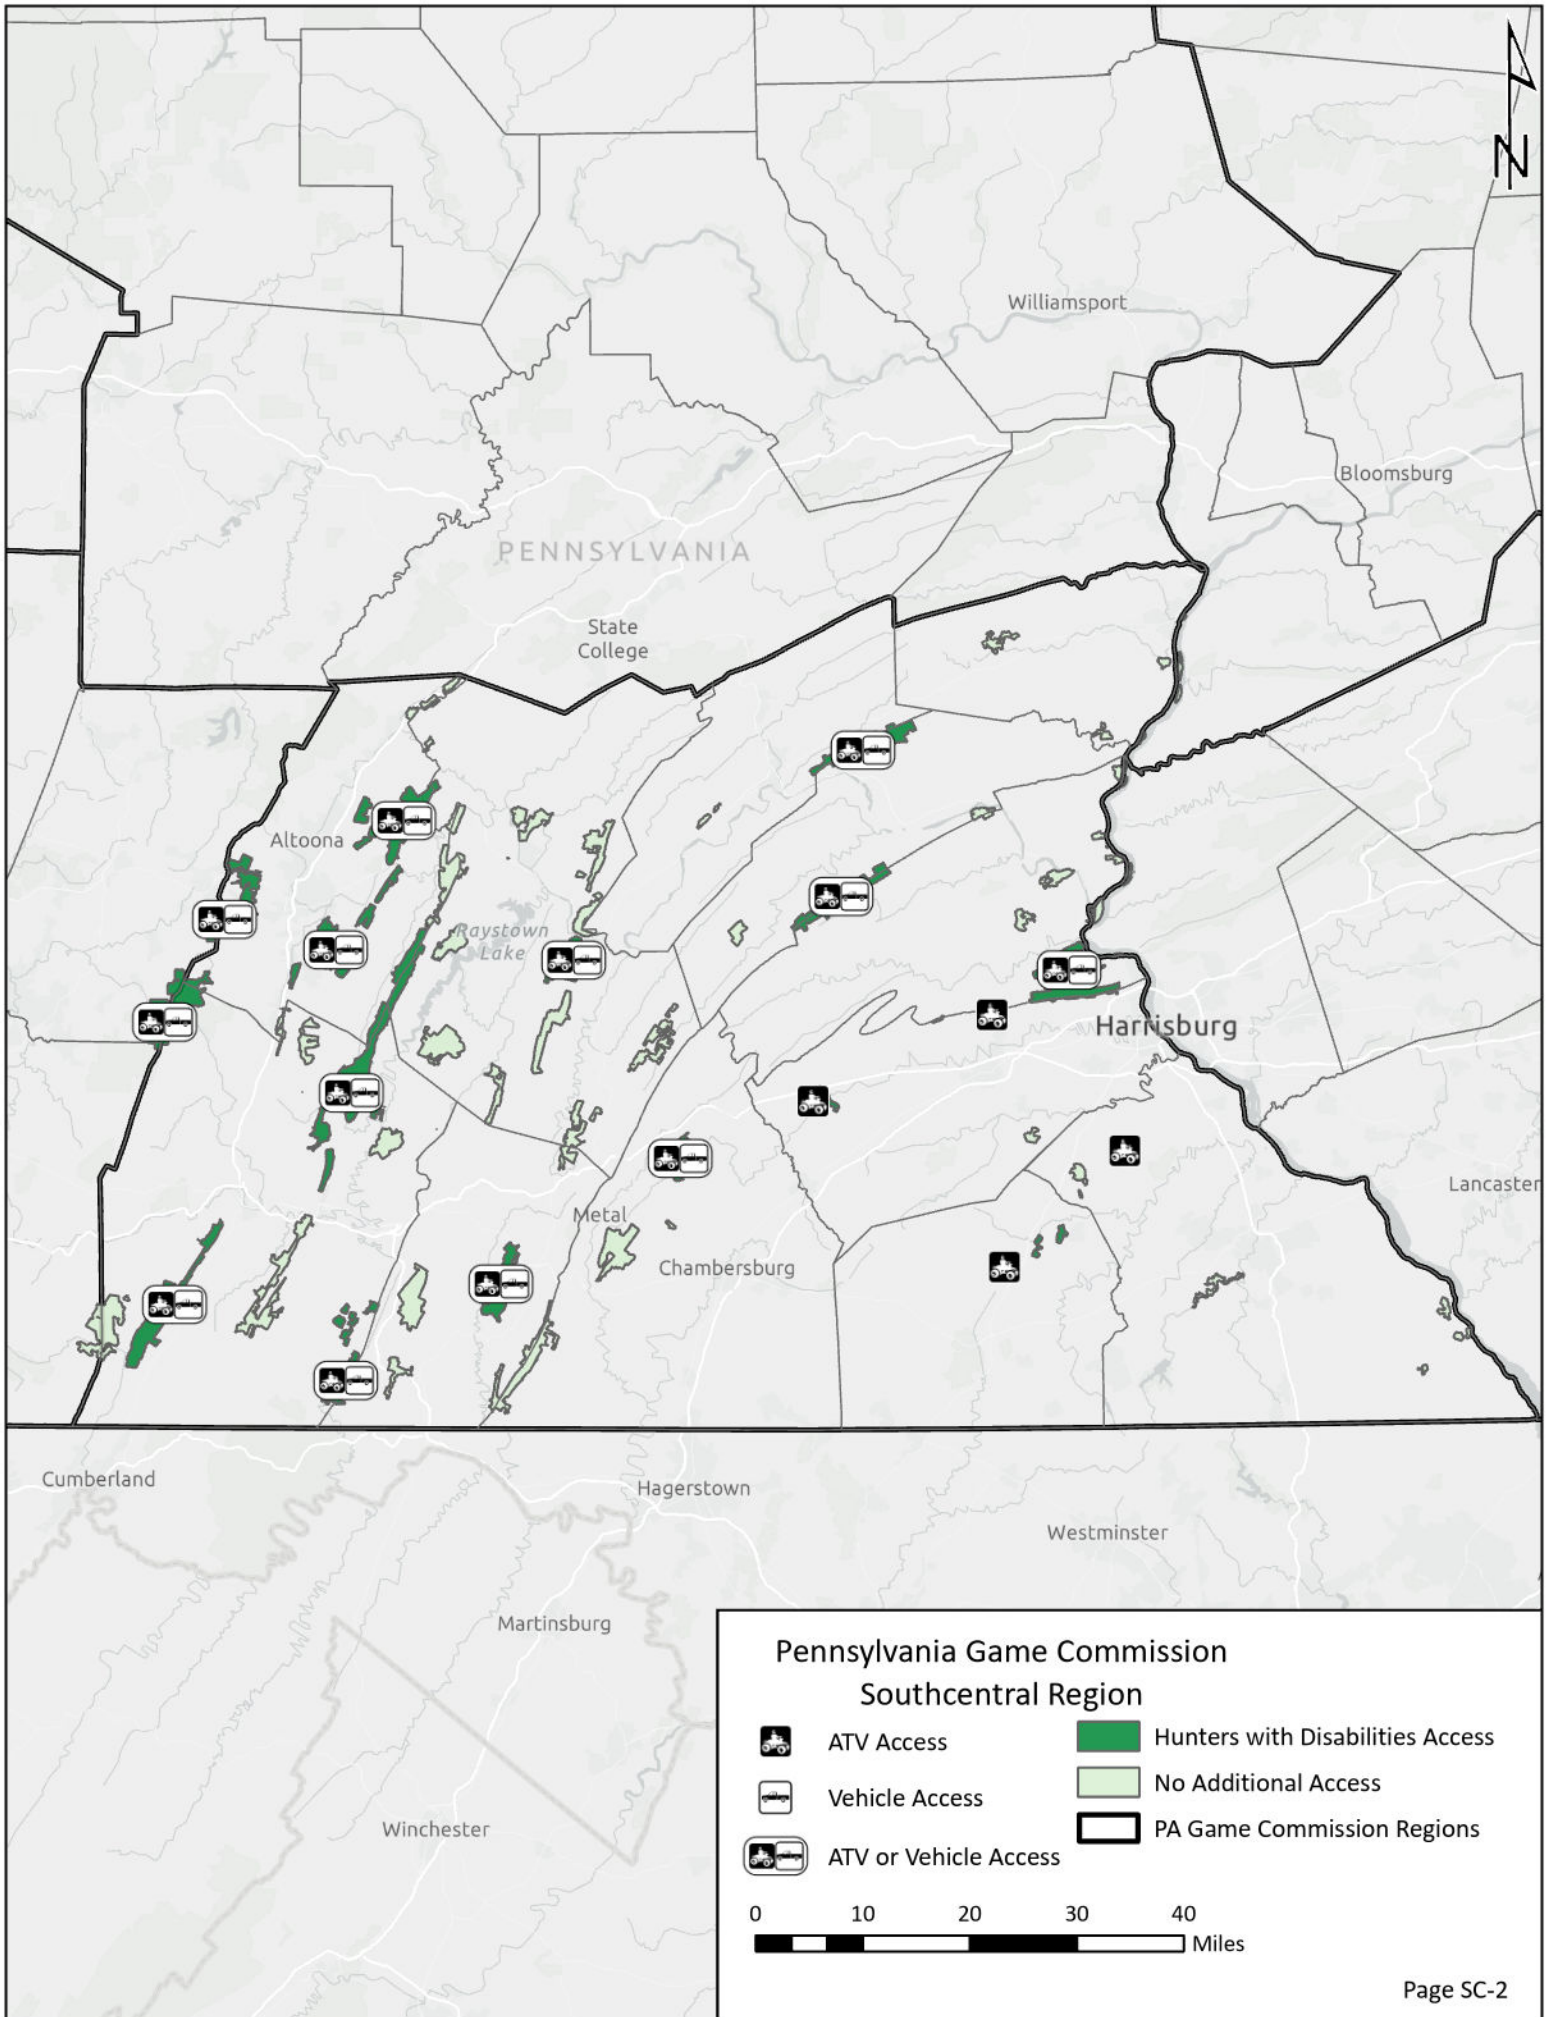 N
Williamsport
Bloomsburg
PENNSYLVANIA
State
College
Altoona
Raystown
Lake
Harrisburg
Lancaster
Metal
Chambersburg
Cumberland
Hagerstown
Westminster
Martinsburg
Winchester
Pennsylvania Game Commission
Southcentral Region
ATV Access
Vehicle Access
ATV or Vehicle Access
Hunters with Disabilities Access
No Additional Access
PA Game Commission Regions
0 10 20 30 40
Miles
Page SC-2